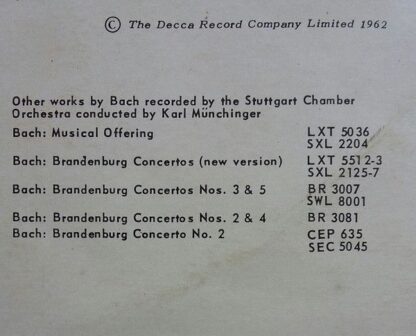 © The Decca Record Company Limited 1962
Other works by Bach recorded by the Stuttgart Chamber
Orchestra conducted by Karl Münchinger
Bach: Musical Offering LXT 5036
SXL 2204
Bach: Brandenburg Concertos (new version) LXT 5512-3
SXL 2125-7
Bach: Brandenburg Concertos Nos. 3 & 5 BR 3007
SWL 8001
Bach: Brandenburg Concertos Nos. 2 & 4 BR 3081
Bach: Brandenburg Concerto No. 2 CEP 635
SEC 5045